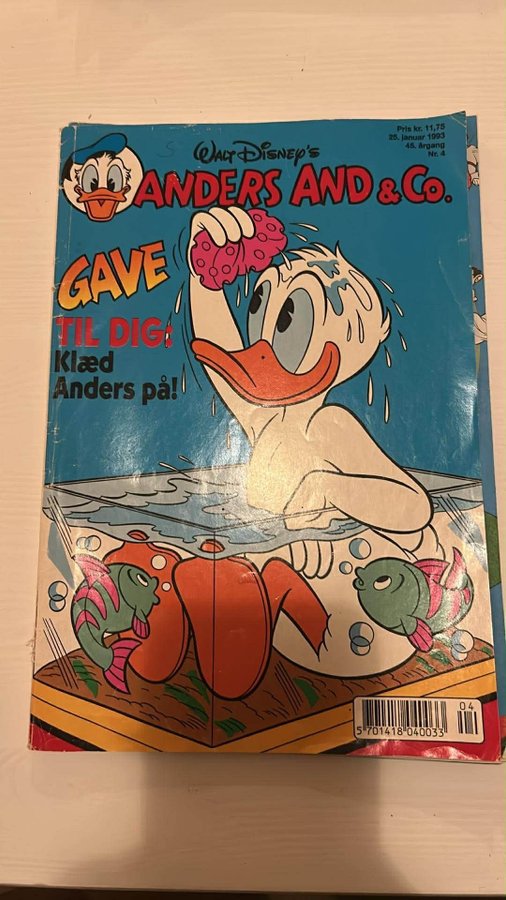 Pris kr. 11,75
25. januar 1993
45. årgang
Nr. 4
S
WALT DISNEY'S
ANDERS AND & Co.
GAVE
TIL DIG:
Klæd
Anders på!
04
5 701418 040033